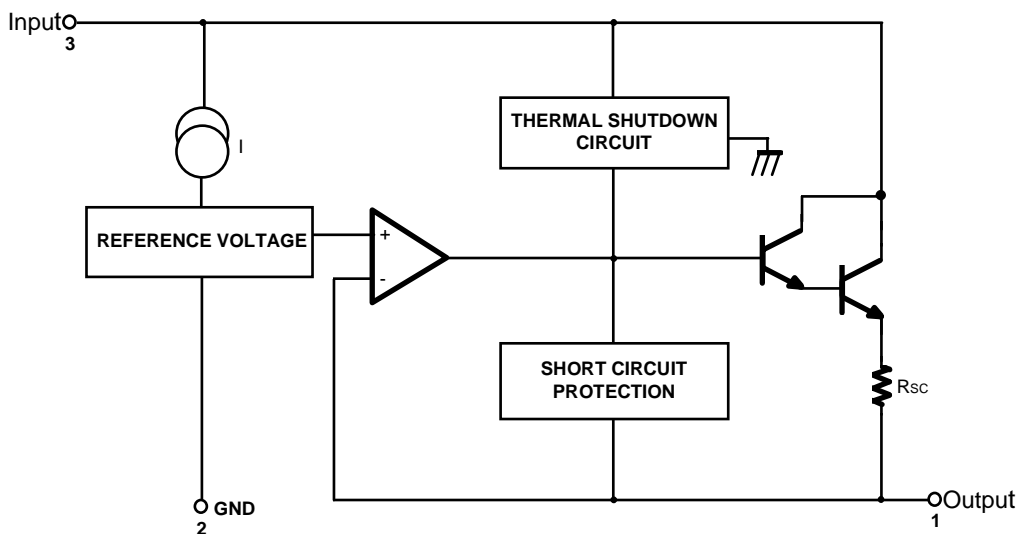 Input
3
THERMAL SHUTDOWN
CIRCUIT
I
REFERENCE VOLTAGE
+
-
SHORT CIRCUIT
PROTECTION
RSC
GND
2
Output
1